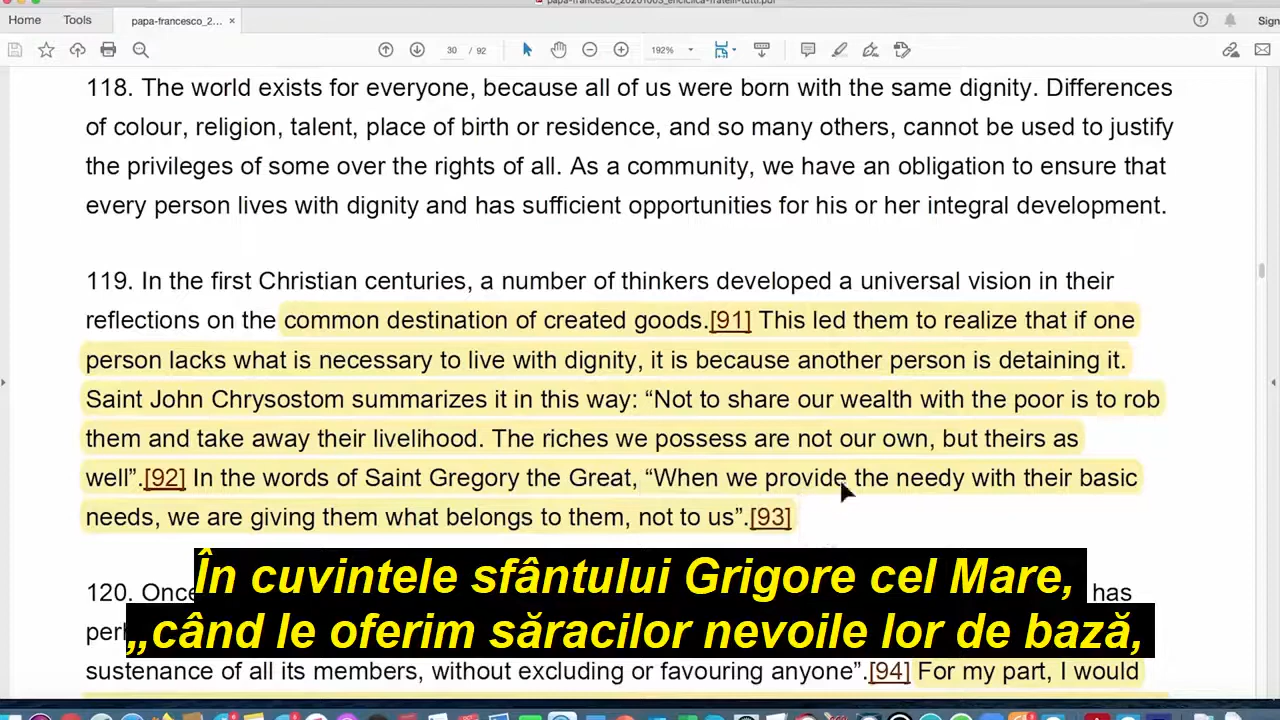 papa-francesco_20201003_enciclica-fratelli-tutti.pdf
Home Tools papa-francesco_2... × Sign
30 / 92 192%
118. The world exists for everyone, because all of us were born with the same dignity. Differences
of colour, religion, talent, place of birth or residence, and so many others, cannot be used to justify
the privileges of some over the rights of all. As a community, we have an obligation to ensure that
every person lives with dignity and has sufficient opportunities for his or her integral development.
119. In the first Christian centuries, a number of thinkers developed a universal vision in their
reflections on the common destination of created goods.[91] This led them to realize that if one
person lacks what is necessary to live with dignity, it is because another person is detaining it.
Saint John Chrysostom summarizes it in this way: “Not to share our wealth with the poor is to rob
them and take away their livelihood. The riches we possess are not our own, but theirs as
well”.[92] In the words of Saint Gregory the Great, “When we provide the needy with their basic
needs, we are giving them what belongs to them, not to us”.[93]
120. Once has
În cuvintele sfântului Grigore cel Mare,
„când le oferim săracilor nevoile lor de bază,
sustenance of all its members, without excluding or favouring anyone”.[94] For my part, I would